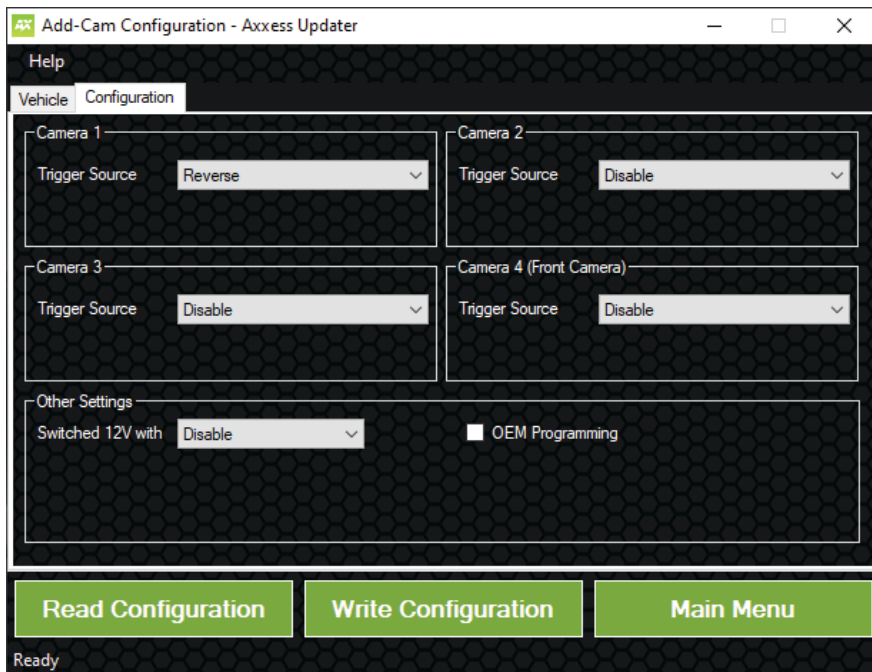 AX Add-Cam Configuration - Axxess Updater
Help
Vehicle Configuration
Camera 1
Trigger Source Reverse
Camera 2
Trigger Source Disable
Camera 3
Trigger Source Disable
Camera 4 (Front Camera)
Trigger Source Disable
Other Settings
Switched 12V with Disable
OEM Programming
Read Configuration Write Configuration Main Menu
Ready